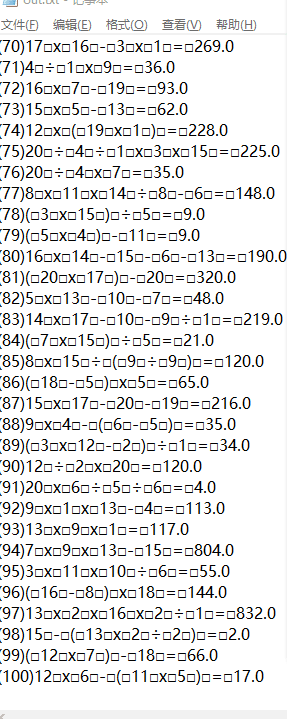 out.txt - 记事本
文件(F) 编辑(E) 格式(O) 查看(V) 帮助(H)
(70)17□x□16□-□3□x□1□=□269.0
(71)4□÷□1□x□9□=□36.0
(72)16□x□7□-□19□=□93.0
(73)15□x□5□-□13□=□62.0
(74)12□x□(□19□x□1□)□=□228.0
(75)20□÷□4□÷□1□x□3□x□15□=□225.0
(76)20□÷□4□x□7□=□35.0
(77)8□x□11□x□14□÷□8□-□6□=□148.0
(78)(□3□x□15□)□÷□5□=□9.0
(79)(□5□x□4□)□-□11□=□9.0
(80)16□x□14□-□15□-□6□-□13□=□190.0
(81)(□20□x□17□)□-□20□=□320.0
(82)5□x□13□-□10□-□7□=□48.0
(83)14□x□17□-□10□-□9□÷□1□=□219.0
(84)(□7□x□15□)□÷□5□=□21.0
(85)8□x□15□÷□(□9□÷□9□)□=□120.0
(86)(□18□-□5□)□x□5□=□65.0
(87)15□x□17□-□20□-□19□=□216.0
(88)9□x□4□-□(□6□-□5□)□=□35.0
(89)(□3□x□12□-□2□)□÷□1□=□34.0
(90)12□÷□2□x□20□=□120.0
(91)20□x□6□÷□5□÷□6□=□4.0
(92)9□x□1□x□13□-□4□=□113.0
(93)13□x□9□x□1□=□117.0
(94)7□x□9□x□13□-□15□=□804.0
(95)3□x□11□x□10□÷□6□=□55.0
(96)(□16□-□8□)□x□18□=□144.0
(97)13□x□2□x□16□x□2□÷□1□=□832.0
(98)15□-□(□13□x□2□÷□2□)□=□2.0
(99)(□12□x□7□)□-□18□=□66.0
(100)12□x□6□-□(□11□x□5□)□=□17.0